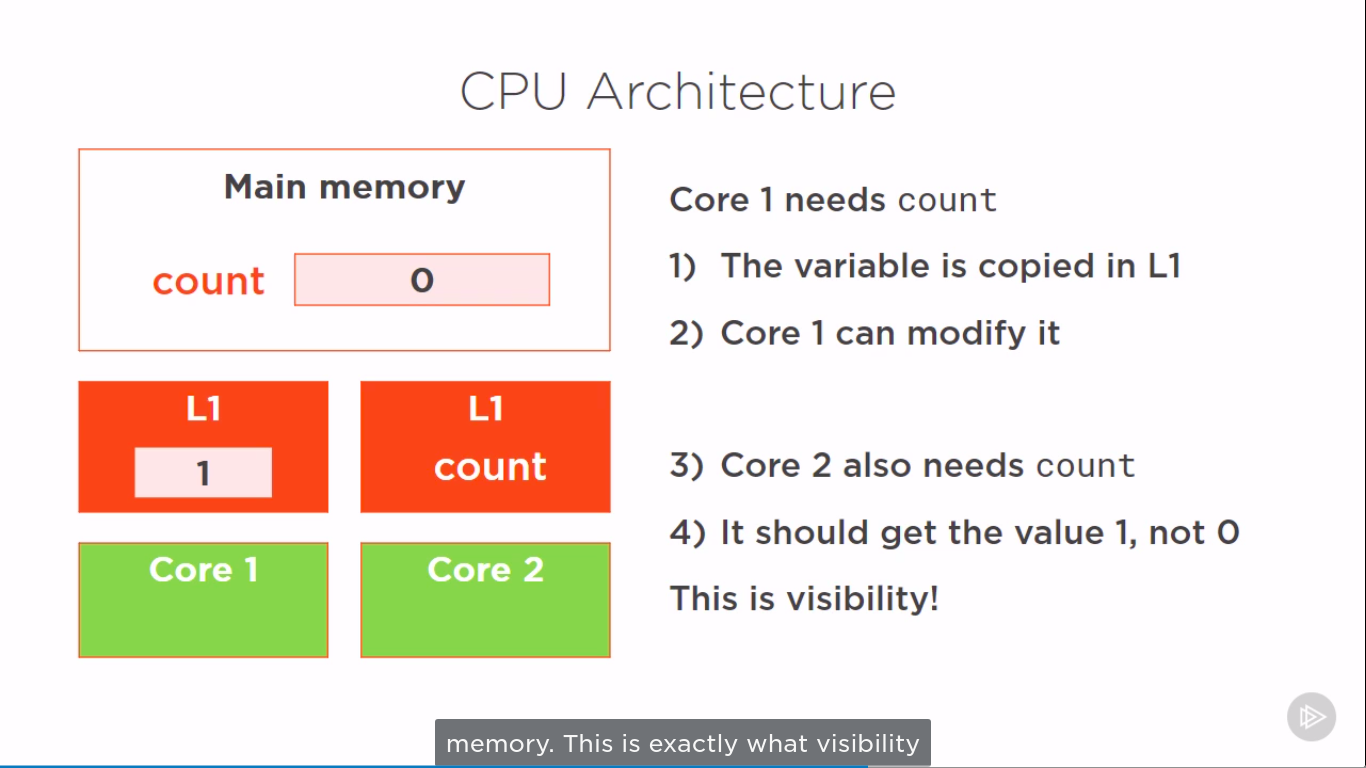 CPU Architecture
Main memory
count 0
L1
1
L1
count
Core 1
Core 2
Core 1 needs count
1) The variable is copied in L1
2) Core 1 can modify it
3) Core 2 also needs count
4) It should get the value 1, not 0
This is visibility!
memory. This is exactly what visibility